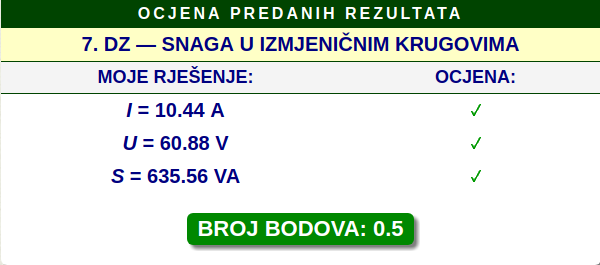 OCJENA PREDANIH REZULTATA
7. DZ — SNAGA U IZMJENIČNIM KRUGOVIMA
MOJE RJEŠENJE: OCJENA:
I = 10.44 A ✓
U = 60.88 V ✓
S = 635.56 VA ✓
BROJ BODOVA: 0.5